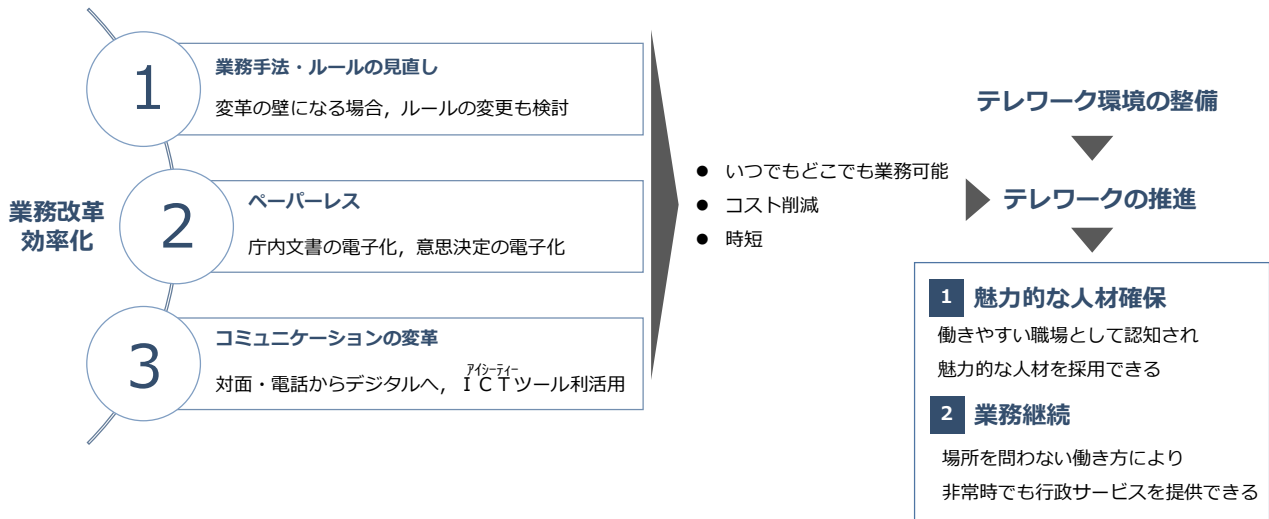 業務改革
効率化
1
業務手法・ルールの見直し
変革の壁になる場合，ルールの変更も検討
2
ペーパーレス
庁内文書の電子化，意思決定の電子化
3
コミュニケーションの変革
アイシーティー
対面・電話からデジタルへ，ＩＣＴツール利活用
● いつでもどこでも業務可能
● コスト削減
● 時短
テレワーク環境の整備
テレワークの推進
1 魅力的な人材確保
働きやすい職場として認知され
魅力的な人材を採用できる
2 業務継続
場所を問わない働き方により
非常時でも行政サービスを提供できる